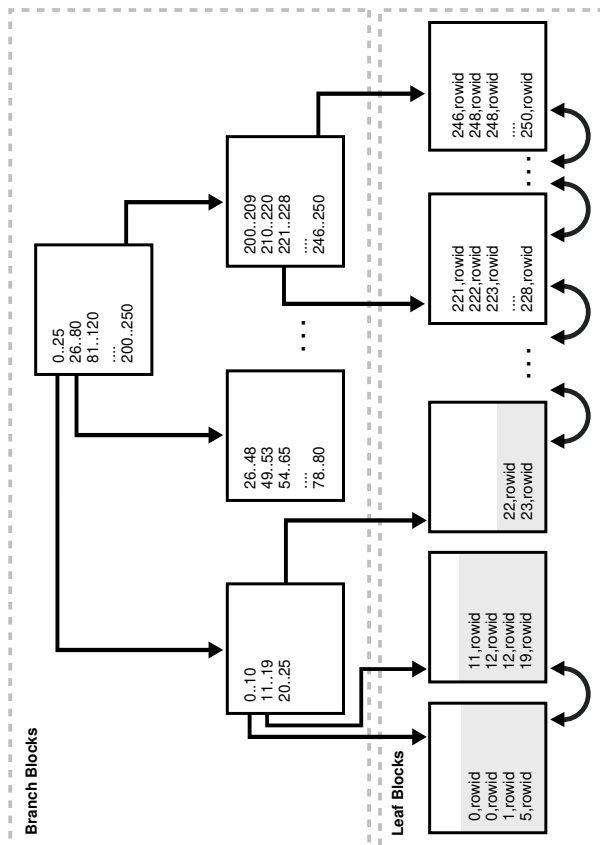 Branch Blocks
0..25
26..80
81..120
....
200..250
0..10
11..19
20..25
26..48
49..53
54..65
....
78..80
...
200..209
210..220
221..228
....
246..250
Leaf Blocks
0,rowid
0,rowid
1,rowid
5,rowid
11,rowid
12,rowid
12,rowid
19,rowid
22,rowid
23,rowid
...
221,rowid
222,rowid
223,rowid
....
228,rowid
...
246,rowid
248,rowid
248,rowid
....
250,rowid